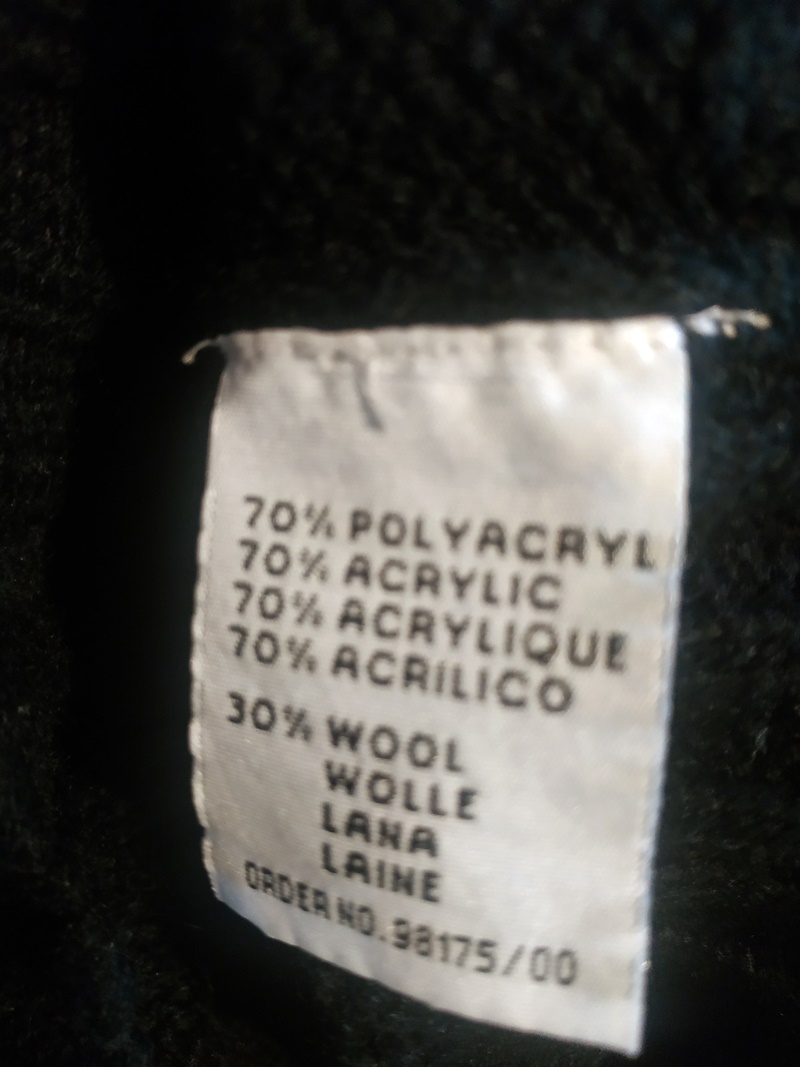 70% POLYACRYL
70% ACRYLIC
70% ACRYLIQUE
70% ACRILICO
30% WOOL
WOLLE
LANA
LAINE
ORDER NO. 98175/00